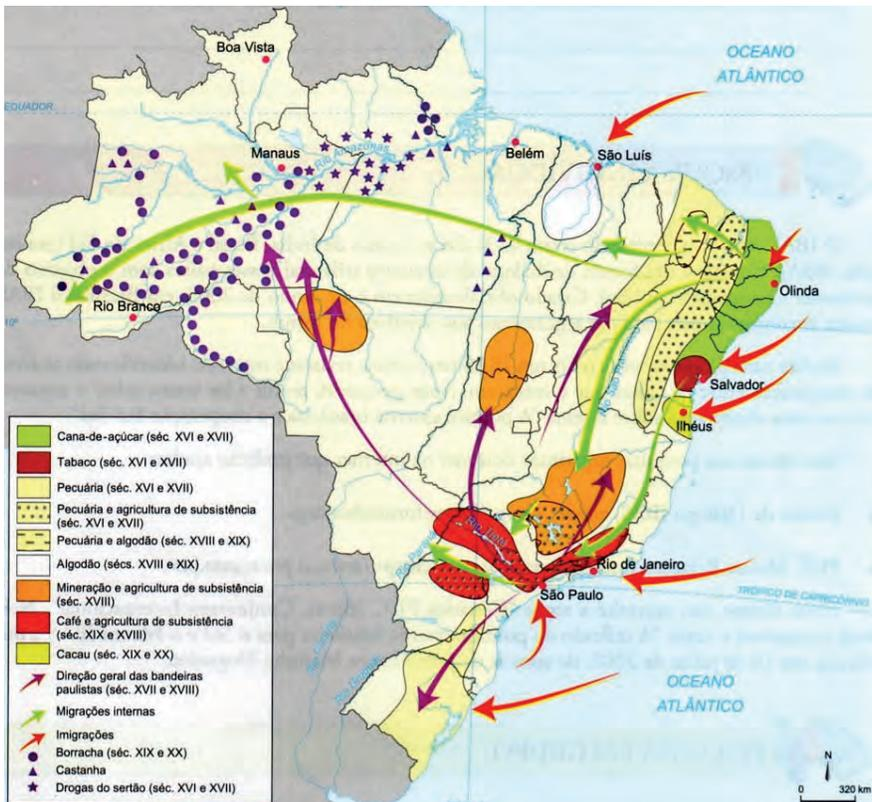 Boa Vista
OCEANO
ATLÂNTICO
EQUADOR
Manaus
Rio Amazonas
Belém
São Luís
Rio Branco
10º
Olinda
Rio São Francisco
Salvador
Ilhéus
Rio Tietê
Rio Paraná
Rio de Janeiro
São Paulo
TRÓPICO DE CAPRICÓRNIO
Rio Uruguai
OCEANO
ATLÂNTICO
Cana-de-açúcar (séc. XVI e XVII)
Tabaco (séc. XVI e XVII)
Pecuária (séc. XVI e XVII)
Pecuária e agricultura de subsistência
(séc. XVI e XVII)
Pecuária e algodão (séc. XVIII e XIX)
Algodão (sécs. XVIII e XIX)
Mineração e agricultura de subsistência
(séc. XVIII)
Café e agricultura de subsistência
(séc. XIX e XVIII)
Cacau (séc. XIX e XX)
Direção geral das bandeiras
paulistas (séc. XVII e XVIII)
Migrações internas
Imigrações
Borracha (séc. XIX e XX)
Castanha
Drogas do sertão (séc. XVI e XVII)
N
0 320 km